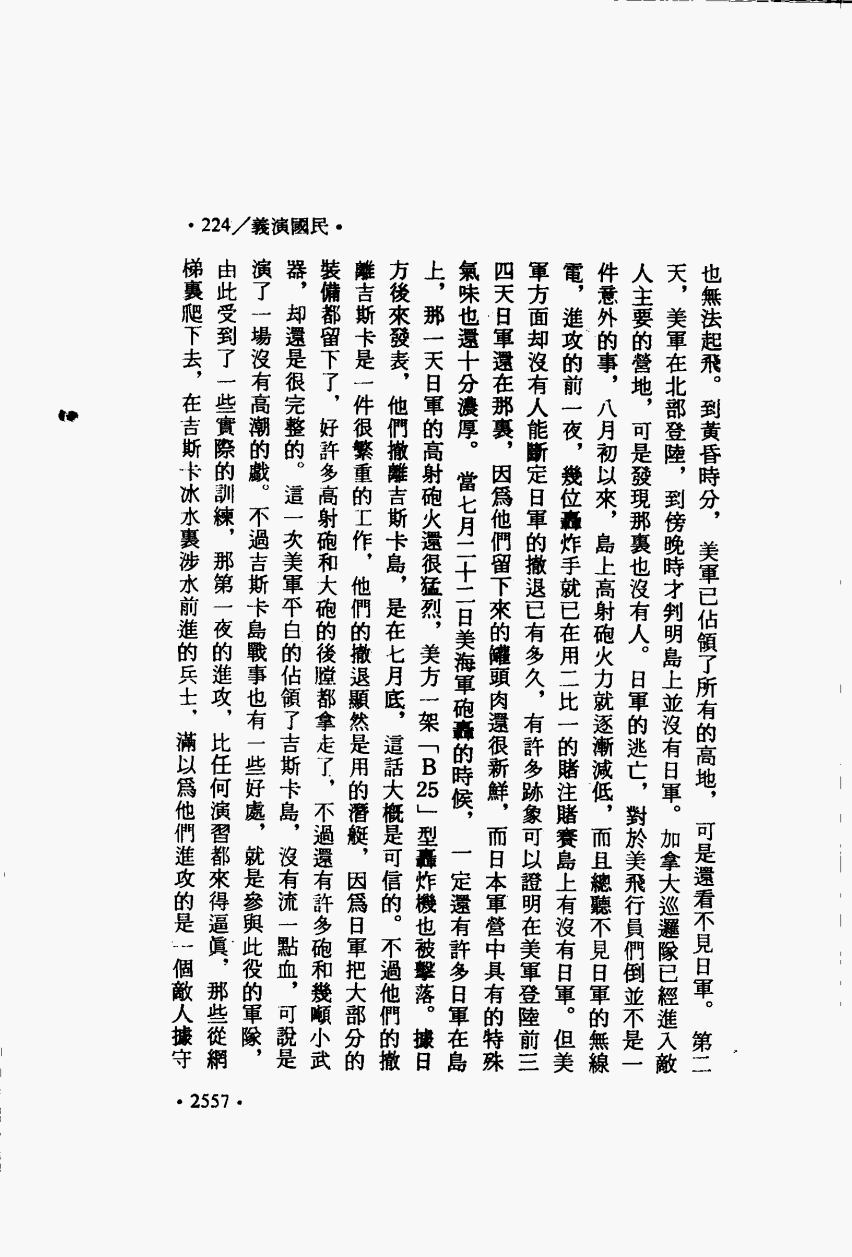 ·民國演義／224·
也無法起飛。到黃昏時分，美軍已佔領了所有的高地，可是還看不見日軍。第二
天，美軍在北部登陸，到傍晚時才判明島上並沒有日軍。加拿大巡邏隊已經進入敵
人主要的營地，可是發現那裏也沒有人。日軍的逃亡，對於美飛行員們倒並不是一
件意外的事，八月初以來，島上高射砲火力就逐漸減低，而且總聽不見日軍的無線
電，進攻的前一夜，幾位轟炸手就已在用二比一的賭注賭賽島上有沒有日軍。但美
軍方面却沒有人能斷定日軍的撤退已有多久，有許多跡象可以證明在美軍登陸前三
四天日軍還在那裏，因爲他們留下來的罐頭肉還很新鮮，而日本軍營中具有的特殊
氣味也還十分濃厚。當七月二十二日美海軍砲轟的時候，一定還有許多日軍在島
上，那一天日軍的高射砲火還很猛烈，美方一架「B25」型轟炸機也被擊落。據日
方後來發表，他們撤離吉斯卡島，是在七月底，這話大概是可信的。不過他們的撤
離吉斯卡是一件很繁重的工作，他們的撤退顯然是用的潛艇，因爲日軍把大部分的
裝備都留下了，好許多高射砲和大砲的後膛都拿走了，不過還有許多砲和幾噸小武
器，却還是很完整的。這一次美軍平白的佔領了吉斯卡島，沒有流一點血，可說是
演了一場沒有高潮的戲。不過吉斯卡島戰事也有一些好處，就是參與此役的軍隊，
由此受到了一些實際的訓練，那第一夜的進攻，比任何演習都來得逼眞，那些從網
梯裏爬下去，在吉斯卡冰水裏涉水前進的兵士，滿以爲他們進攻的是一個敵人據守
·2557·